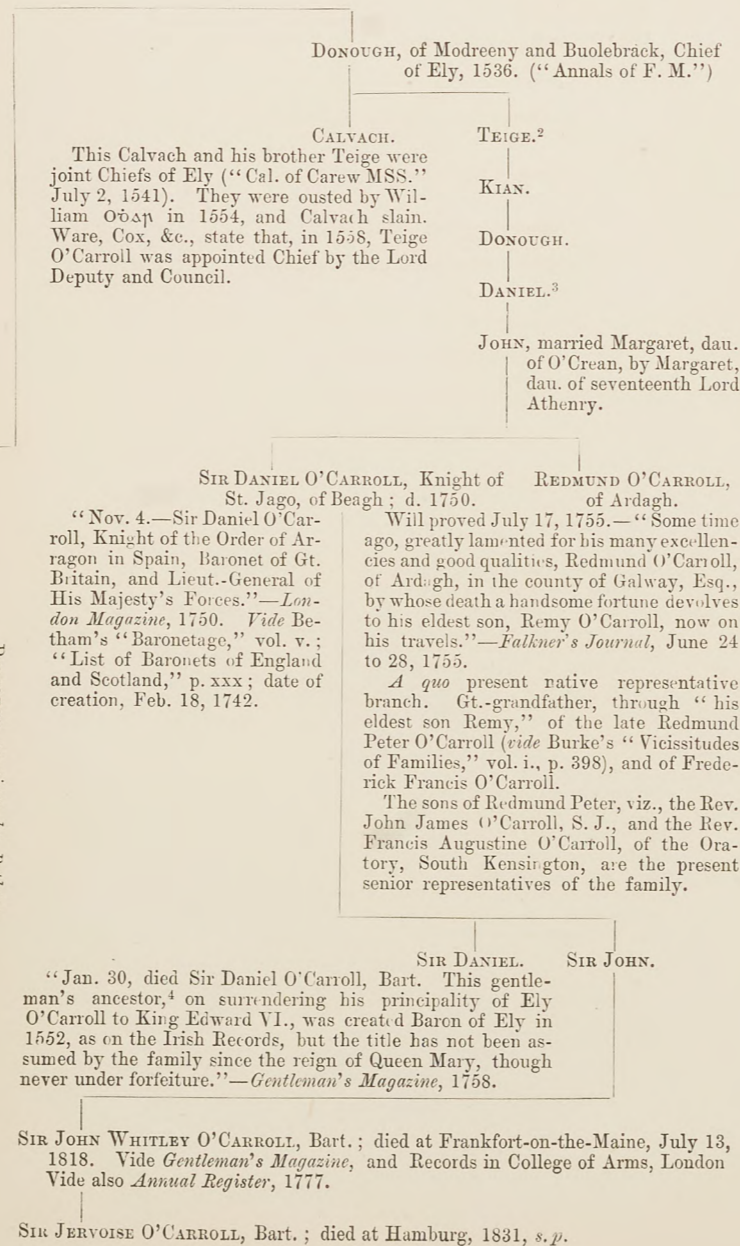 DONOUGH, of Modreeny and Buolebrack, Chief
of Ely, 1536. (“Annals of F. M.”)
CALVACH.
This Calvach and his brother Teige were
joint Chiefs of Ely (“Cal. of Carew MSS.”
July 2, 1541). They were ousted by Wil-
liam Oḋaꞃ in 1554, and Calvach slain.
Ware, Cox, &c., state that, in 1558, Teige
O’Carroll was appointed Chief by the Lord
Deputy and Council.
TEIGE.²
KIAN.
DONOUGH.
DANIEL.³
JOHN, married Margaret, dau.
of O’Crean, by Margaret,
dau. of seventeenth Lord
Athenry.
SIR DANIEL O’CARROLL, Knight of
St. Jago, of Beagh; d. 1750.
“Nov. 4.—Sir Daniel O’Car-
roll, Knight of the Order of Ar-
ragon in Spain, Baronet of Gt.
Britain, and Lieut.-General of
His Majesty’s Forces.”—Lon-
don Magazine, 1750. Vide Be-
tham’s “Baronetage,” vol. v.;
“List of Baronets of England
and Scotland,” p. xxx; date of
creation, Feb. 18, 1742.
REDMUND O’CARROLL,
of Ardagh.
Will proved July 17, 1755.—“Some time
ago, greatly lamented for his many excellen-
cies and good qualities, Redmund O’Carroll,
of Ardagh, in the county of Galway, Esq.,
by whose death a handsome fortune devolves
to his eldest son, Remy O’Carroll, now on
his travels.”—Falkner’s Journal, June 24
to 28, 1755.
A quo present native representative
branch. Gt.-grandfather, through “his
eldest son Remy,” of the late Redmund
Peter O’Carroll (vide Burke’s “Vicissitudes
of Families,” vol. i., p. 398), and of Frede-
rick Francis O’Carroll.
The sons of Redmund Peter, viz., the Rev.
John James O’Carroll, S. J., and the Rev.
Francis Augustine O’Carroll, of the Ora-
tory, South Kensington, are the present
senior representatives of the family.
SIR DANIEL.
“Jan. 30, died Sir Daniel O’Carroll, Bart. This gentle-
man’s ancestor,⁴ on surrendering his principality of Ely
O’Carroll to King Edward VI., was created Baron of Ely in
1552, as on the Irish Records, but the title has not been as-
sumed by the family since the reign of Queen Mary, though
never under forfeiture.”—Gentleman’s Magazine, 1758.
SIR JOHN.
SIR JOHN WHITLEY O’CARROLL, Bart.; died at Frankfort-on-the-Maine, July 13,
1818. Vide Gentleman’s Magazine, and Records in College of Arms, London
Vide also Annual Register, 1777.
SIR JERVOISE O’CARROLL, Bart.; died at Hamburg, 1831, s.p.